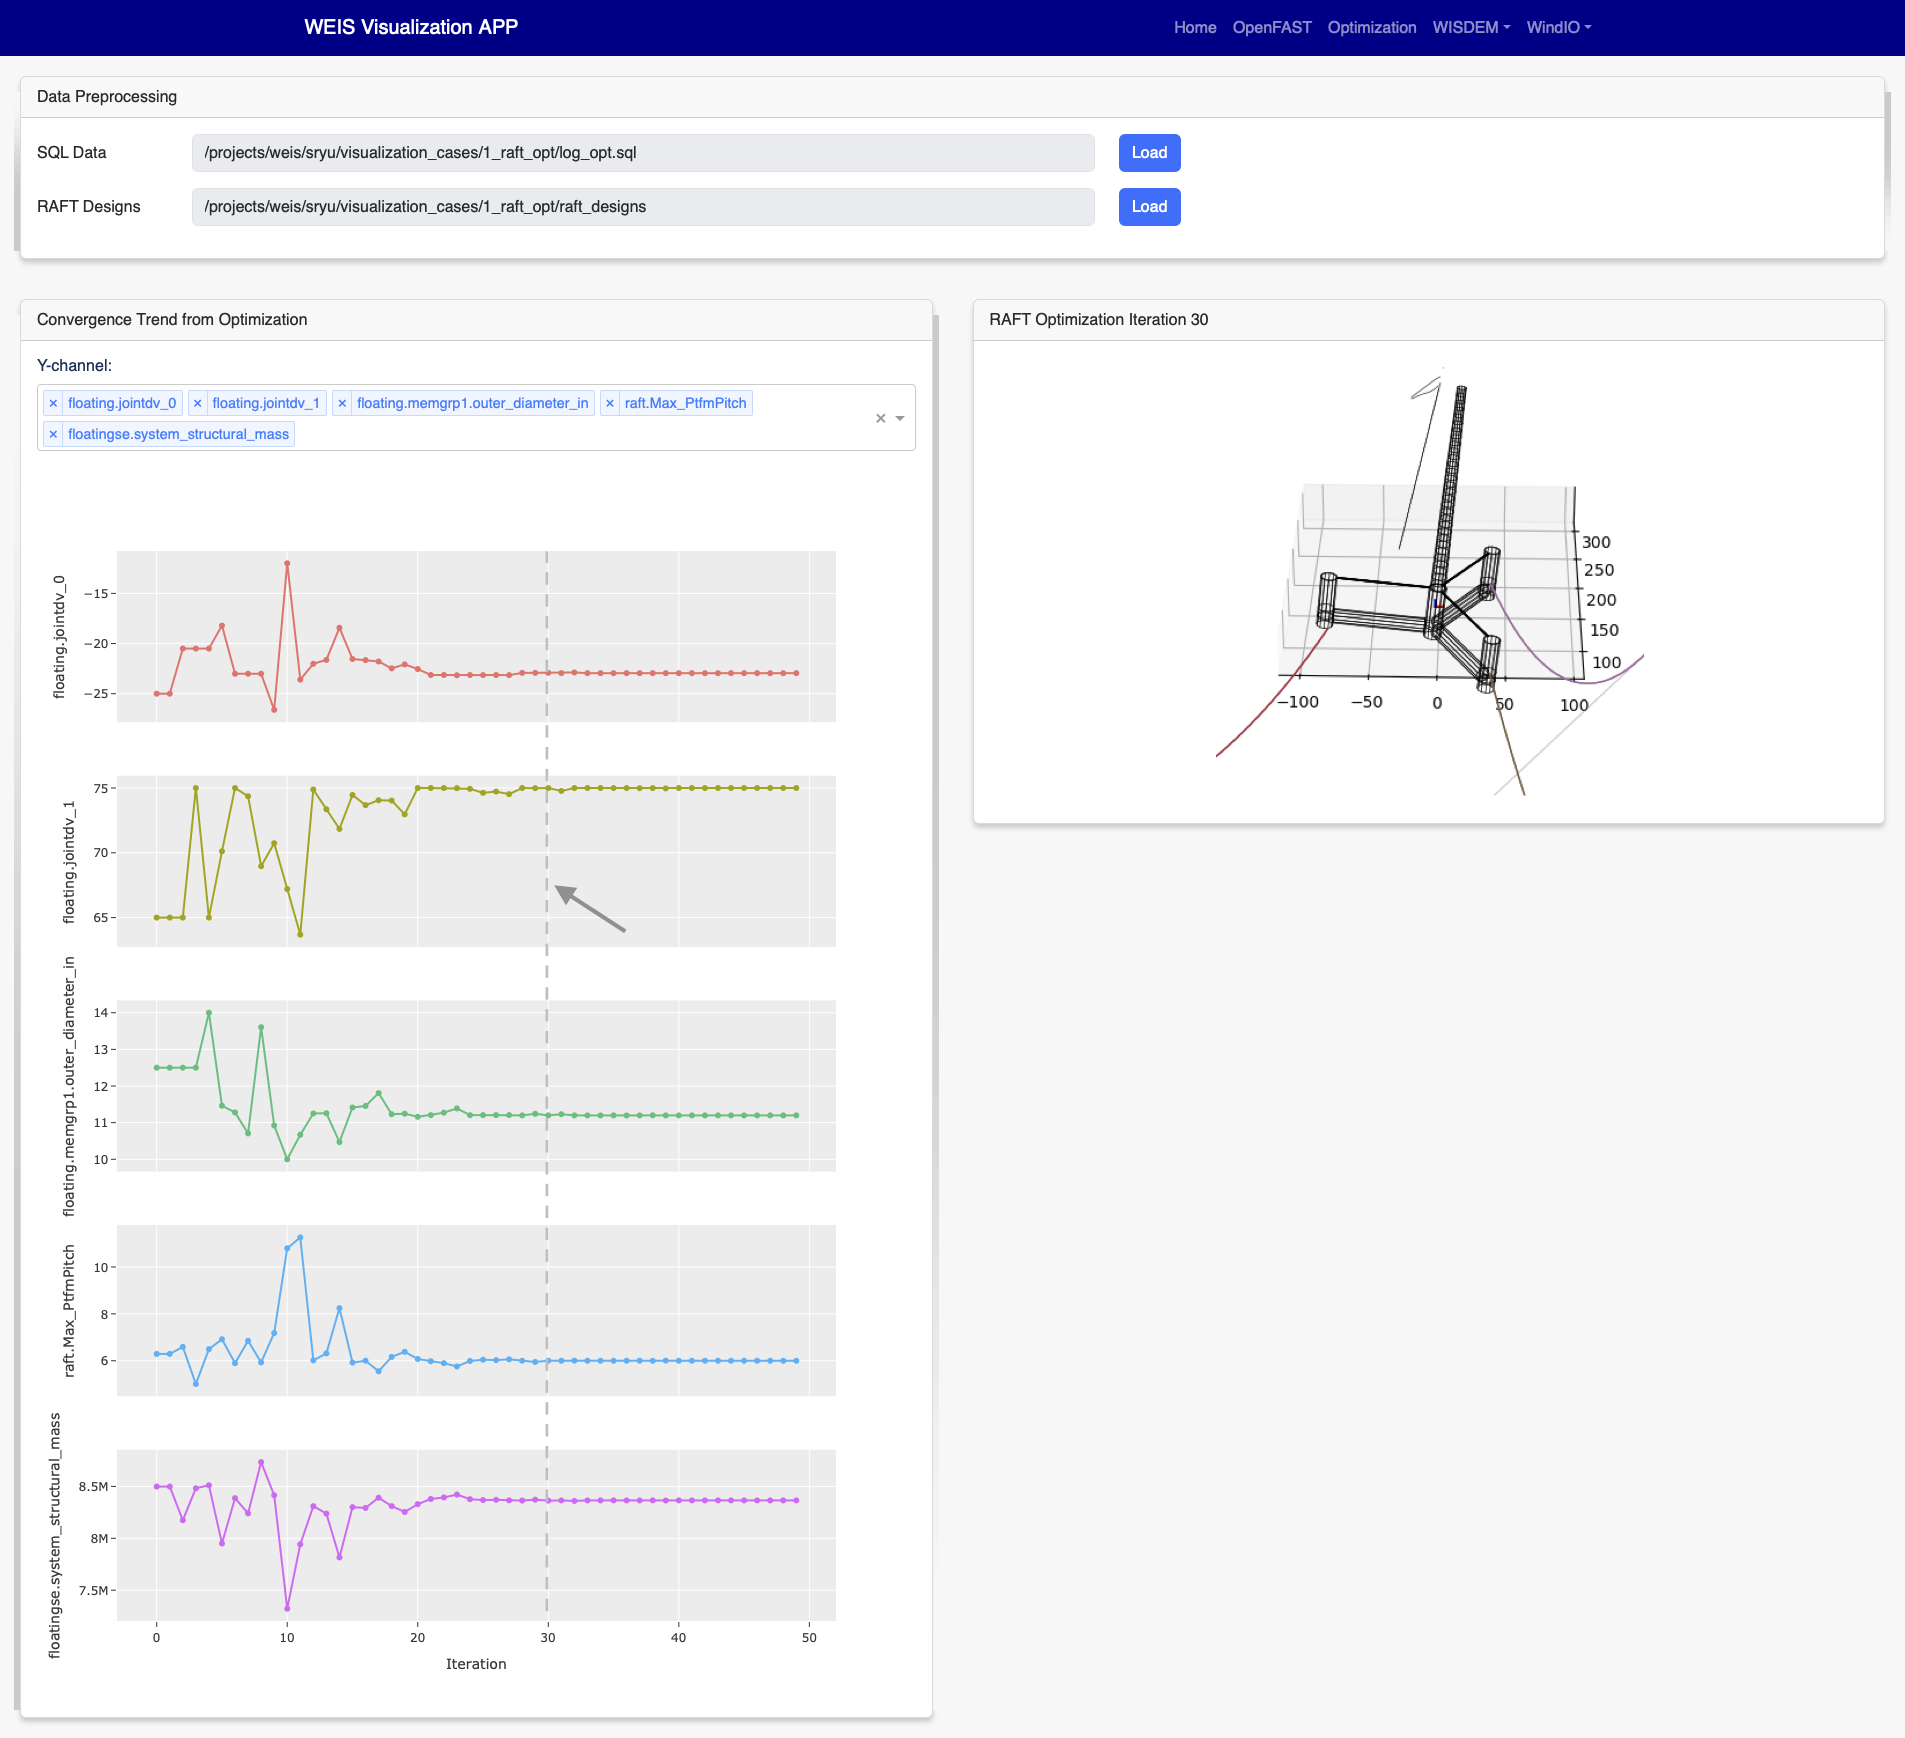 WEIS Visualization APP
Home OpenFAST Optimization WISDEM WindIO
Data Preprocessing
SQL Data
/projects/weis/sryu/visualization_cases/1_raft_opt/log_opt.sql
Load
RAFT Designs
/projects/weis/sryu/visualization_cases/1_raft_opt/raft_designs
Load
Convergence Trend from Optimization
Y-channel:
× floating.jointdv_0 × floating.jointdv_1 × floating.memgrp1.outer_diameter_in × raft.Max_PtfmPitch
× floatingse.system_structural_mass
floating.jointdv_0
−15
−20
−25
floating.jointdv_1
75
70
65
floating.memgrp1.outer_diameter_in
14
13
12
11
10
raft.Max_PtfmPitch
10
8
6
floatingse.system_structural_mass
8.5M
8M
7.5M
0 10 20 30 40 50
Iteration
RAFT Optimization Iteration 30
300
250
200
150
100
−100 −50 0 50 100